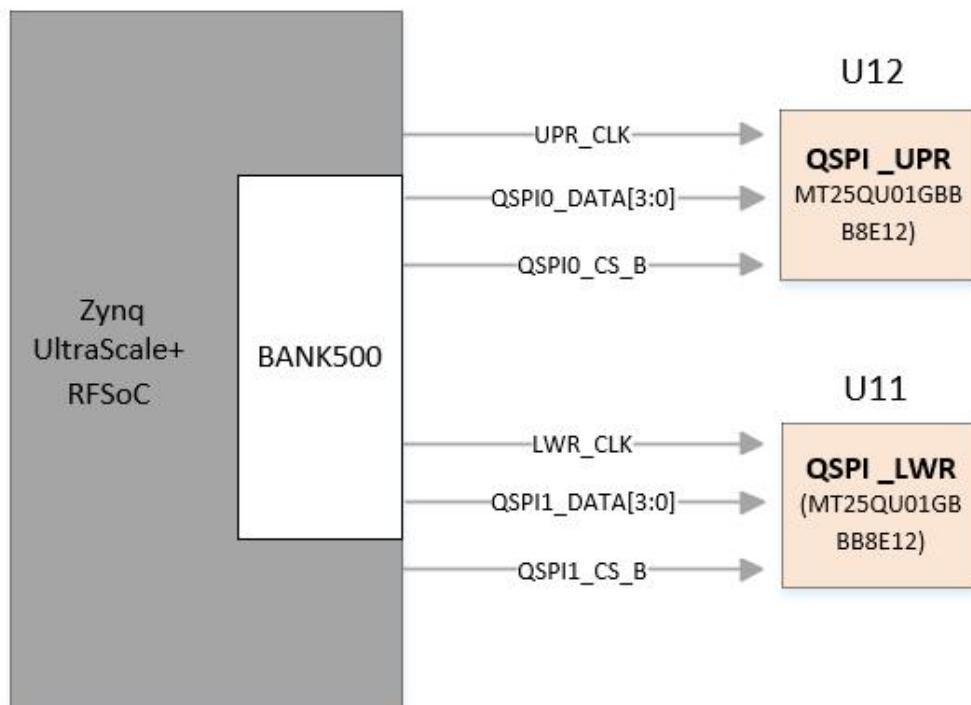 Zynq
UltraScale+
RFSoC
BANK500
UPR_CLK
QSPI0_DATA[3:0]
QSPI0_CS_B
LWR_CLK
QSPI1_DATA[3:0]
QSPI1_CS_B
U12
QSPI _UPR
MT25QU01GBB
B8E12)
U11
QSPI _LWR
(MT25QU01GB
BB8E12)